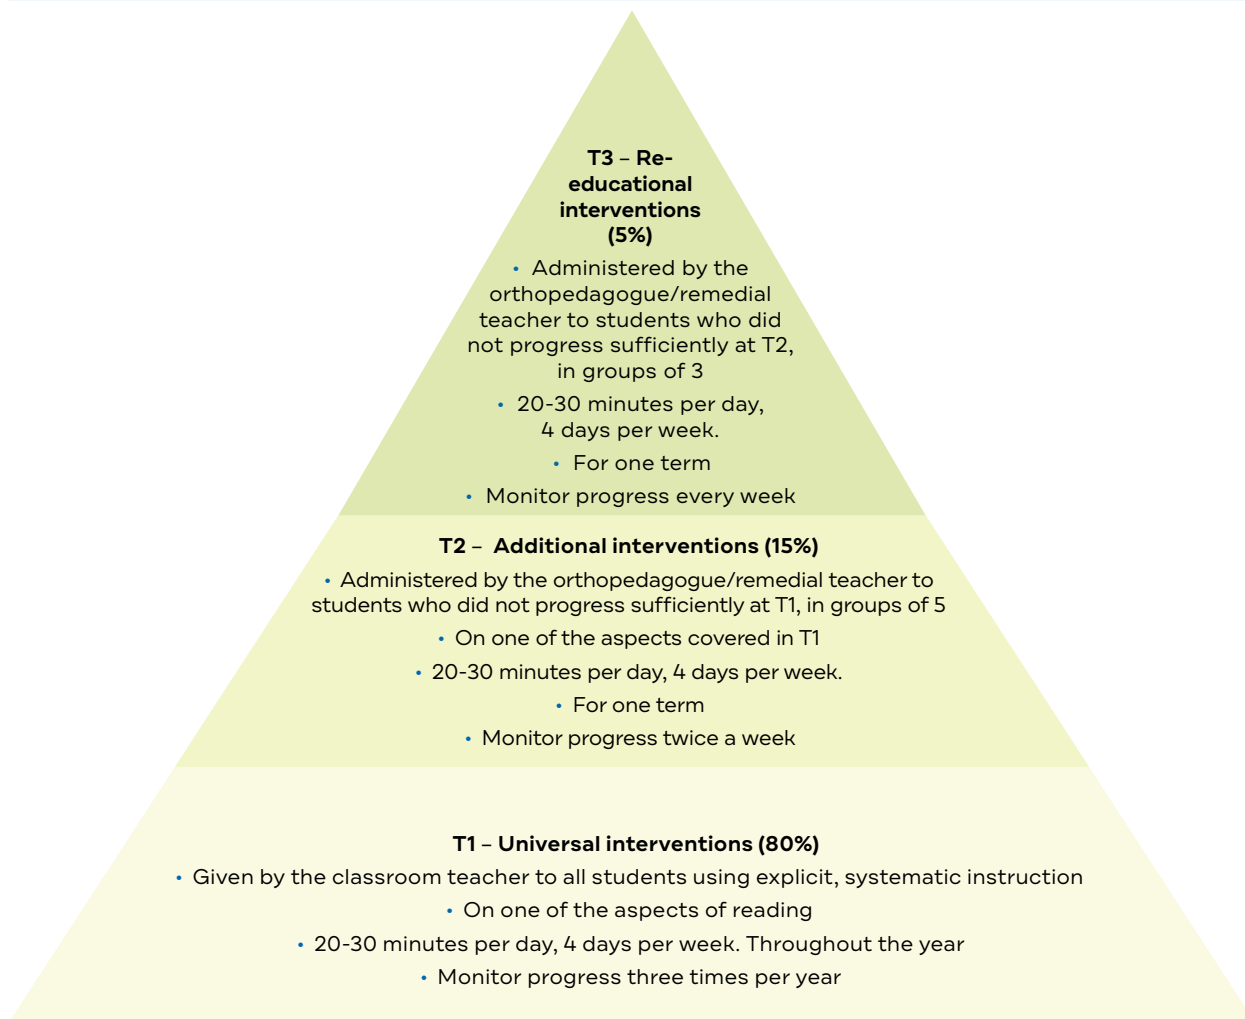 T3 – Re-
educational
interventions
(5%)
• Administered by the
orthopedagogue/remedial
teacher to students who did
not progress sufficiently at T2,
in groups of 3
• 20-30 minutes per day,
4 days per week.
• For one term
• Monitor progress every week
T2 – Additional interventions (15%)
• Administered by the orthopedagogue/remedial teacher to
students who did not progress sufficiently at T1, in groups of 5
• On one of the aspects covered in T1
• 20-30 minutes per day, 4 days per week.
• For one term
• Monitor progress twice a week
T1 – Universal interventions (80%)
• Given by the classroom teacher to all students using explicit, systematic instruction
• On one of the aspects of reading
• 20-30 minutes per day, 4 days per week. Throughout the year
• Monitor progress three times per year